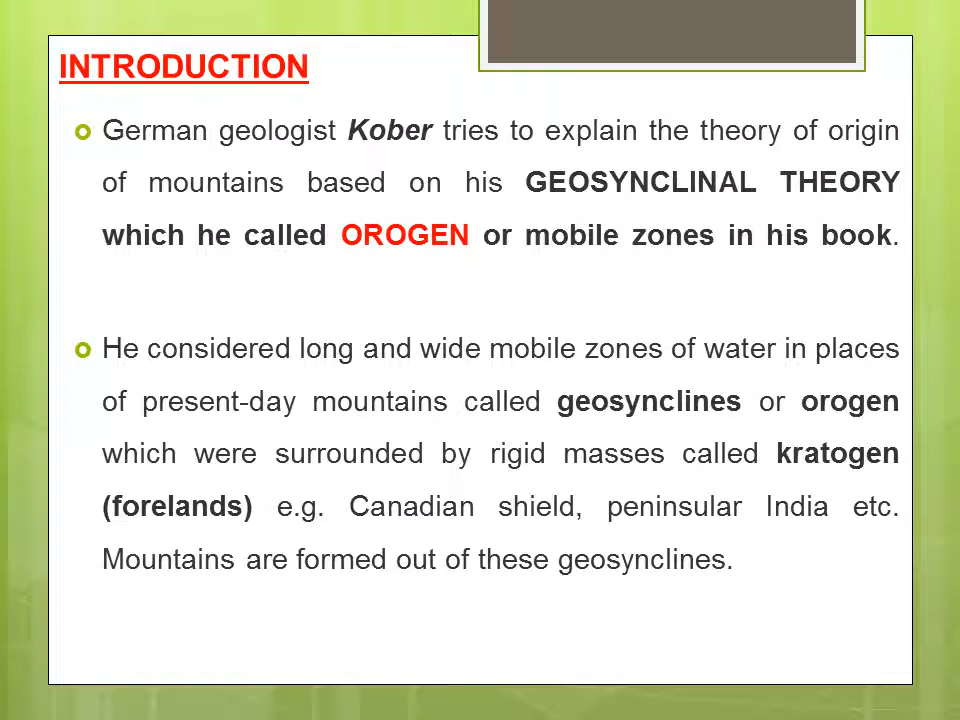 INTRODUCTION
German geologist Kober tries to explain the theory of origin
of mountains based on his GEOSYNCLINAL THEORY
which he called OROGEN or mobile zones in his book.
He considered long and wide mobile zones of water in places
of present-day mountains called geosynclines or orogen
which were surrounded by rigid masses called kratogen
(forelands) e.g. Canadian shield, peninsular India etc.
Mountains are formed out of these geosynclines.